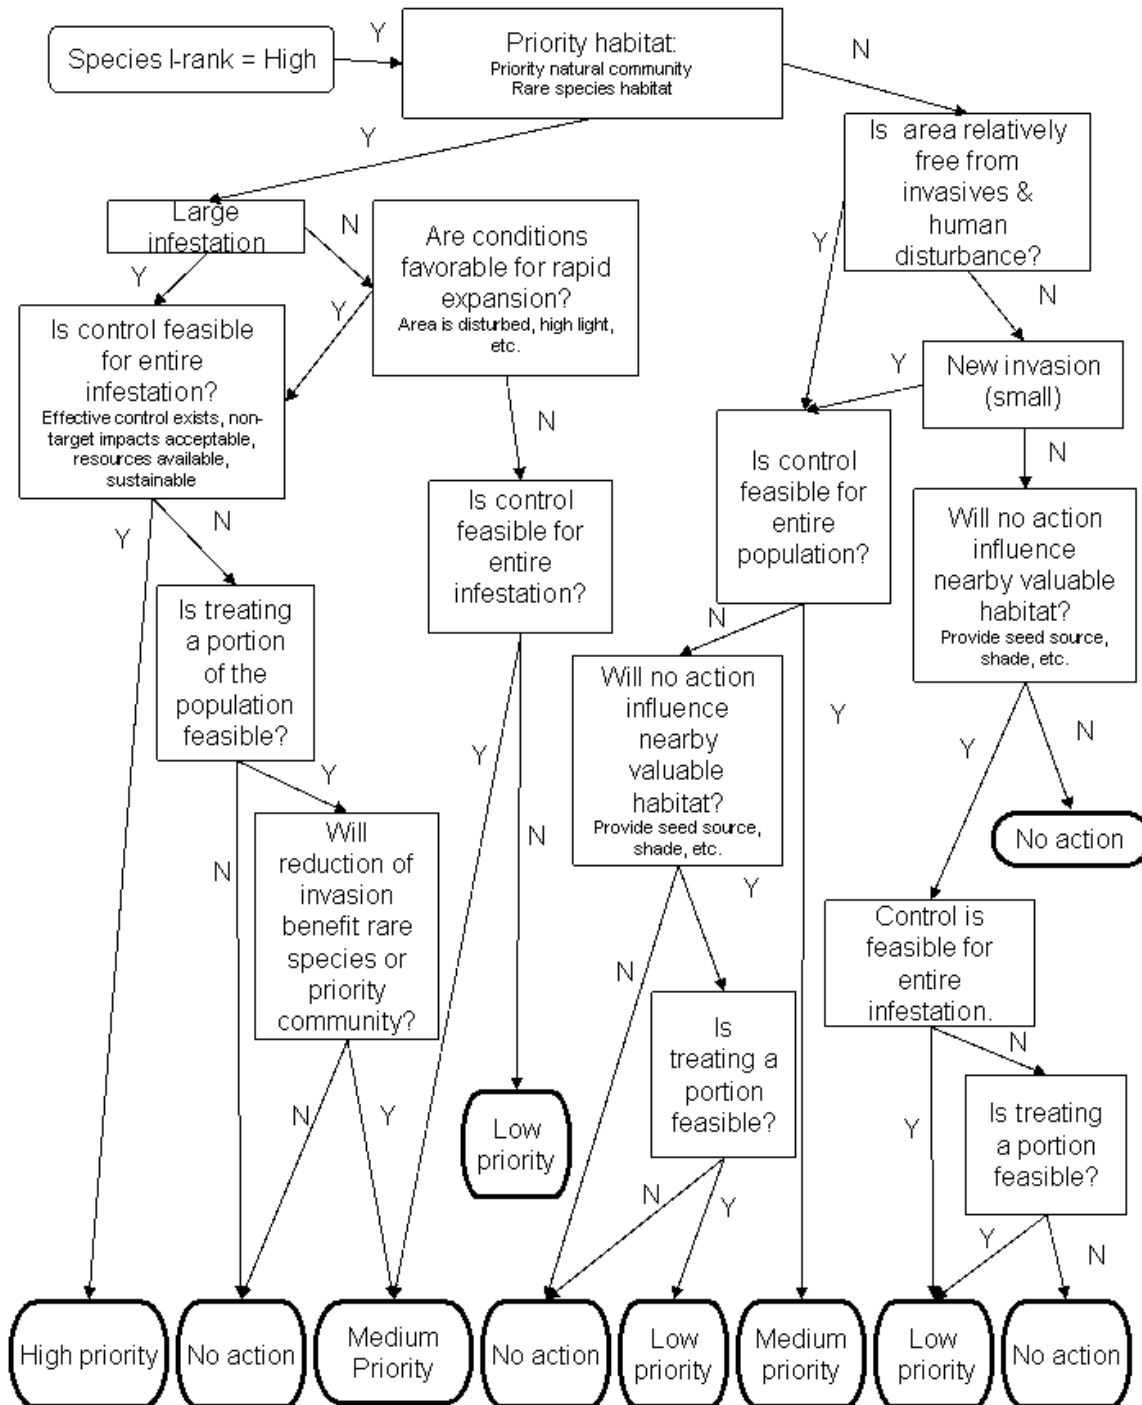 Species I-rank = High
Y
Priority habitat:
Priority natural community
Rare species habitat
N
Y
Is area relatively
free from
invasives &
human
disturbance?
Large
infestation
N
Y
Are conditions
favorable for rapid
expansion?
Area is disturbed, high light,
etc.
Y
Y
N
New invasion
(small)
Y
N
Is control feasible
for entire
infestation?
Effective control exists, non-
target impacts acceptable,
resources available,
sustainable
N
Is control
feasible for
entire
infestation?
Is control
feasible for
entire
population?
Will no action
influence
nearby valuable
habitat?
Provide seed source,
shade, etc.
Y
N
Is treating
a portion
of the
population
feasible?
N
Y
Will no action
influence
nearby
valuable
habitat?
Provide seed source,
shade, etc.
Y
N
No action
N
Y
Will
reduction of
invasion
benefit rare
species or
priority
community?
Y
N
N
Y
Is
treating a
portion
feasible?
Control is
feasible for
entire
infestation.
N
Y
Is treating
a portion
feasible?
N
Y
Low
priority
N
Y
Y
N
High priority
No action
Medium
Priority
No action
Low
priority
Medium
priority
Low
priority
No action